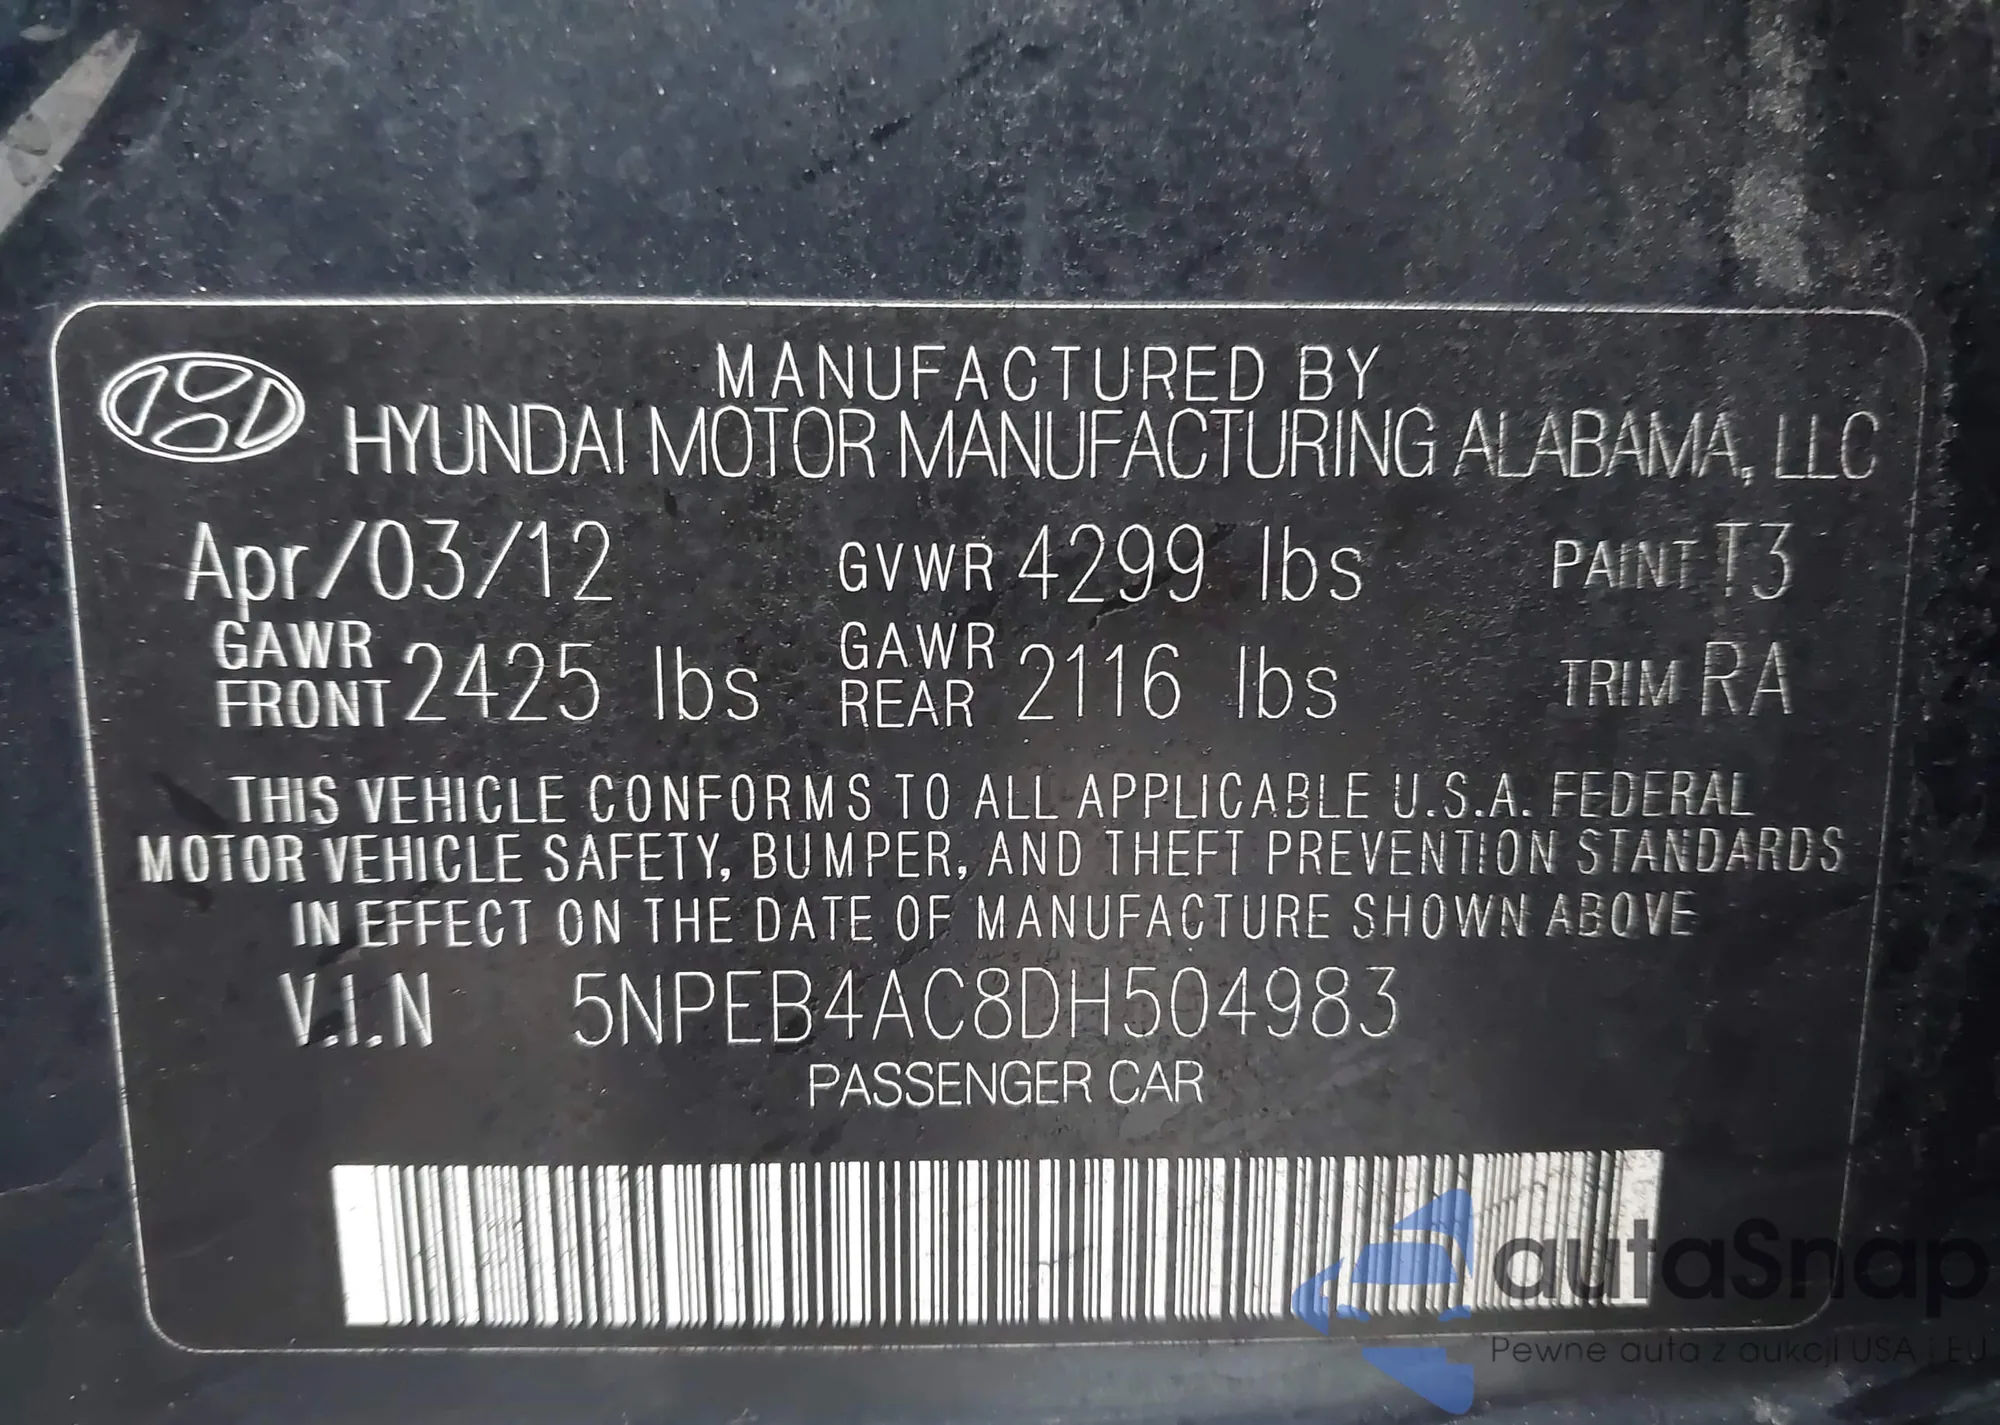 MANUFACTURED BY
HYUNDAI MOTOR MANUFACTURING ALABAMA, LLC
Apr/03/12 GVWR 4299 lbs PAINT T3
GAWR FRONT 2425 lbs GAWR REAR 2116 lbs TRIM RA
THIS VEHICLE CONFORMS TO ALL APPLICABLE U.S.A. FEDERAL
MOTOR VEHICLE SAFETY, BUMPER, AND THEFT PREVENTION STANDARDS
IN EFFECT ON THE DATE OF MANUFACTURE SHOWN ABOVE
V.I.N 5NPEB4AC8DH504983
PASSENGER CAR
autaSnap
Pewne auta z aukcji USA i EU